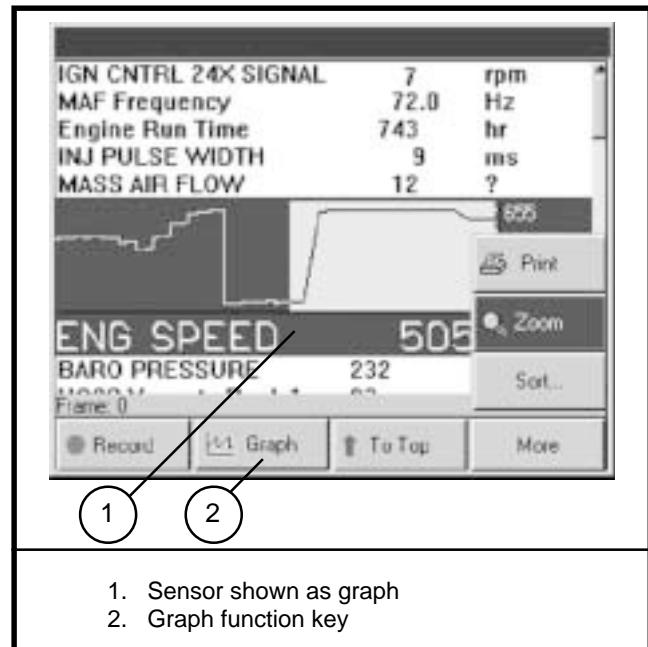 IGN CNTRL 24X SIGNAL 7 rpm
MAF Frequency 72.0 Hz
Engine Run Time 743 hr
INJ PULSE WIDTH 9 ms
MASS AIR FLOW 12 ?
655
Print
ENG SPEED 505
Zoom
BARO PRESSURE 232
Sort...
Frame: 0
Record Graph To Top More
1 2
1. Sensor shown as graph
2. Graph function key